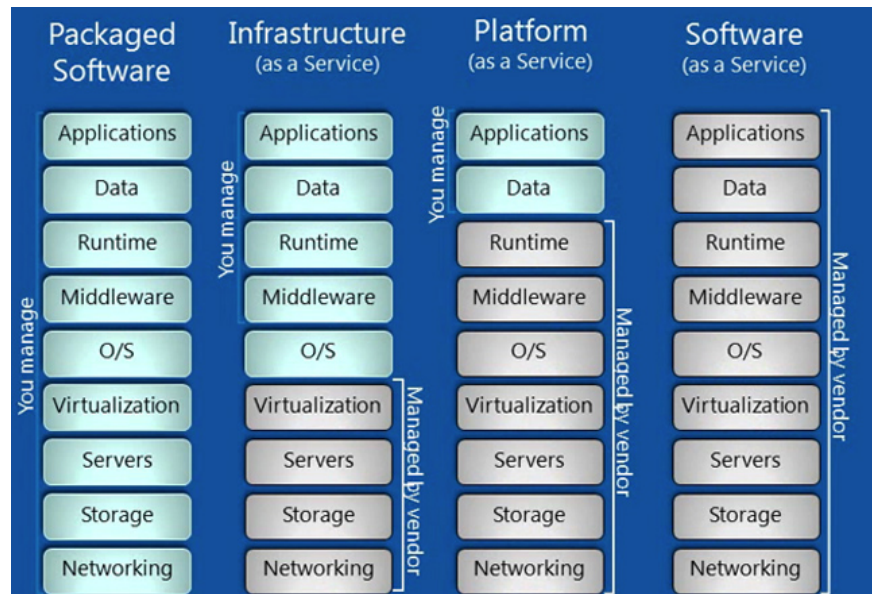 Packaged
Software
You manage
Applications
Data
Runtime
Middleware
O/S
Virtualization
Servers
Storage
Networking
Infrastructure
(as a Service)
You manage
Applications
Data
Runtime
Middleware
O/S
Virtualization
Servers
Storage
Networking
Managed by vendor
Platform
(as a Service)
You manage
Applications
Data
Runtime
Middleware
O/S
Virtualization
Servers
Storage
Networking
Managed by vendor
Software
(as a Service)
Applications
Data
Runtime
Middleware
O/S
Virtualization
Servers
Storage
Networking
Managed by vendor